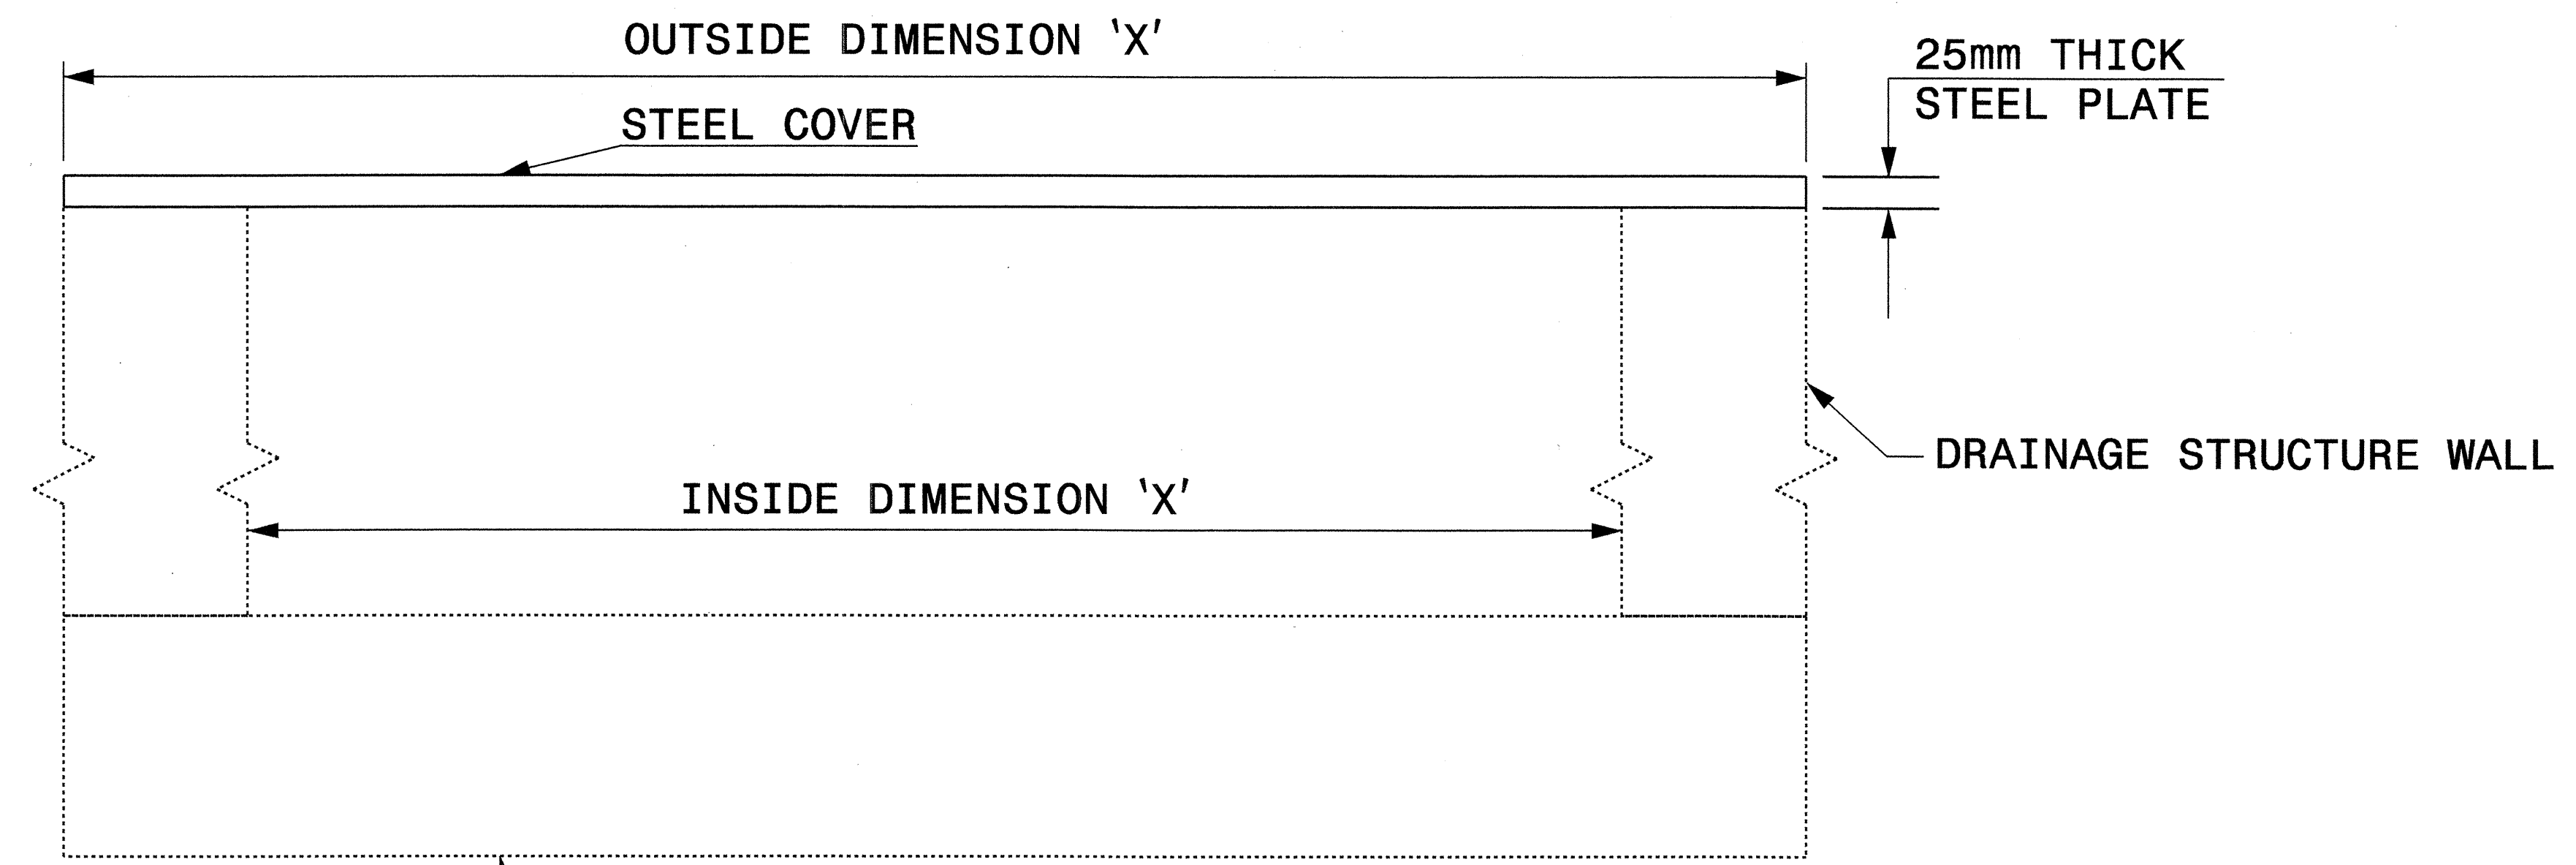 OUTSIDE DIMENSION 'X'
25mm THICK
STEEL PLATE
STEEL COVER
DRAINAGE STRUCTURE WALL
INSIDE DIMENSION 'X'